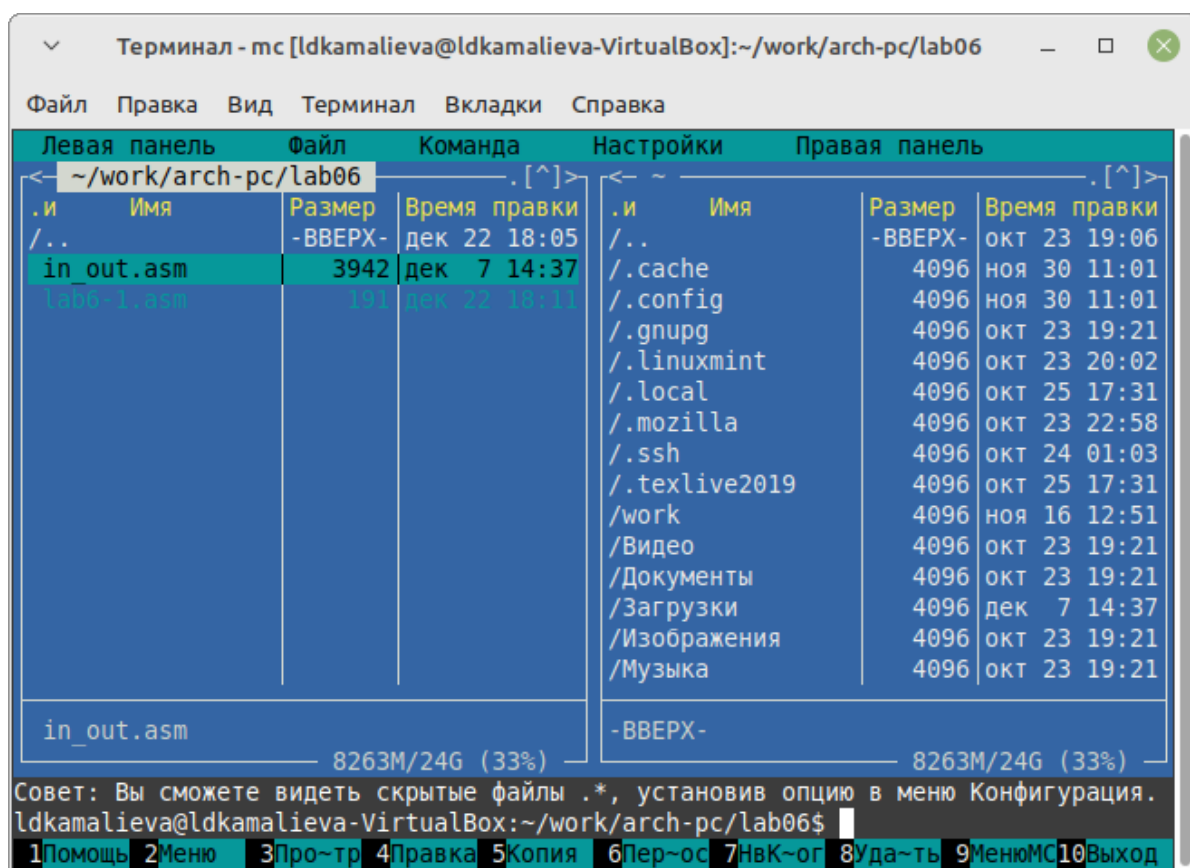 Терминал - mc [ldkamalieva@ldkamalieva-VirtualBox]:~/work/arch-pc/lab06
Файл Правка Вид Терминал Вкладки Справка
Левая панель Файл Команда Настройки Правая панель
<- ~/work/arch-pc/lab06 .[^]> <- ~ .[^]>
.и Имя Размер Время правки .и Имя Размер Время правки
/.. -ВВЕРХ- дек 22 18:05 /.. -ВВЕРХ- окт 23 19:06
in_out.asm 3942 дек 7 14:37 /.cache 4096 ноя 30 11:01
lab6-1.asm 191 дек 22 18:11 /.config 4096 ноя 30 11:01
/.gnupg 4096 окт 23 19:21
/.linuxmint 4096 окт 23 20:02
/.local 4096 окт 25 17:31
/.mozilla 4096 окт 23 22:58
/.ssh 4096 окт 24 01:03
/.texlive2019 4096 окт 25 17:31
/work 4096 ноя 16 12:51
/Видео 4096 окт 23 19:21
/Документы 4096 окт 23 19:21
/Загрузки 4096 дек 7 14:37
/Изображения 4096 окт 23 19:21
/Музыка 4096 окт 23 19:21
in_out.asm -ВВЕРХ-
8263M/24G (33%) 8263M/24G (33%)
Совет: Вы сможете видеть скрытые файлы .*, установив опцию в меню Конфигурация.
ldkamalieva@ldkamalieva-VirtualBox:~/work/arch-pc/lab06$
1Помощь 2Меню 3Про~тр 4Правка 5Копия 6Пер~ос 7НвК~ог 8Уда~ть 9МенюMC 10Выход